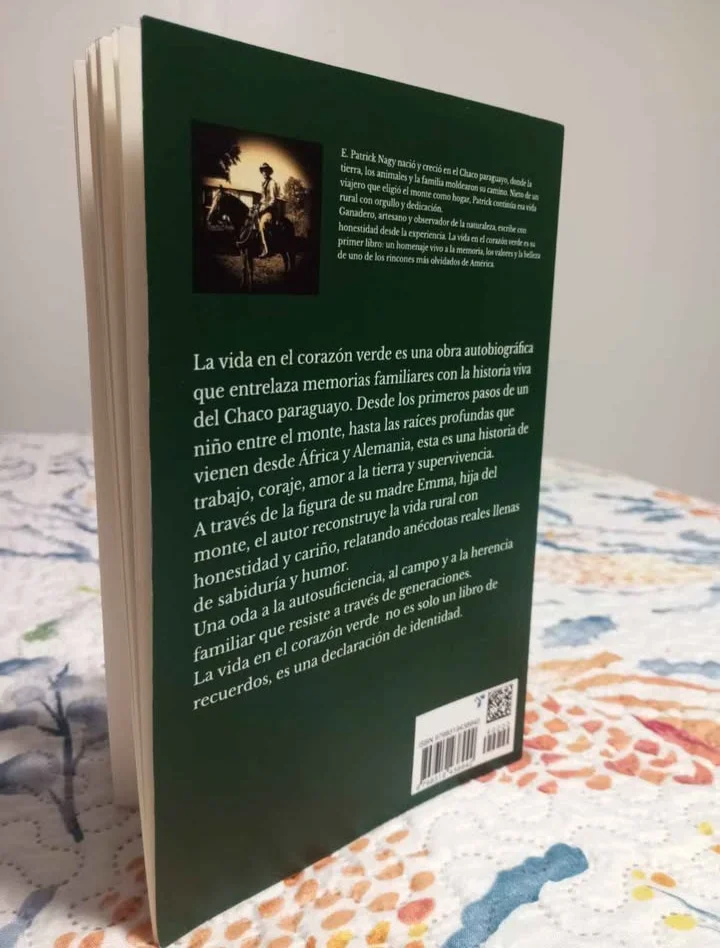 E. Patrick Nagy nació y creció en el Chaco paraguayo, donde la
tierra, los animales y la familia moldearon su camino. Nieto de un
viajero que eligió el monte como hogar, Patrick continúa esa vida
rural con orgullo y dedicación.
Ganadero, artesano y observador de la naturaleza, escribe con
honestidad desde la experiencia. La vida en el corazón verde es su
primer libro: un homenaje vivo a la memoria, los valores y la belleza
de uno de los rincones más olvidados de América.
La vida en el corazón verde es una obra autobiográfica
que entrelaza memorias familiares con la historia viva
del Chaco paraguayo. Desde los primeros pasos de un
niño entre el monte, hasta las raíces profundas que
vienen desde África y Alemania, esta es una historia de
trabajo, coraje, amor a la tierra y supervivencia.
A través de la figura de su madre Emma, hija del
monte, el autor reconstruye la vida rural con
honestidad y cariño, relatando anécdotas reales llenas
de sabiduría y humor.
Una oda a la autosuficiencia, al campo y a la herencia
familiar que resiste a través de generaciones.
La vida en el corazón verde no es solo un libro de
recuerdos, es una declaración de identidad.
ISBN